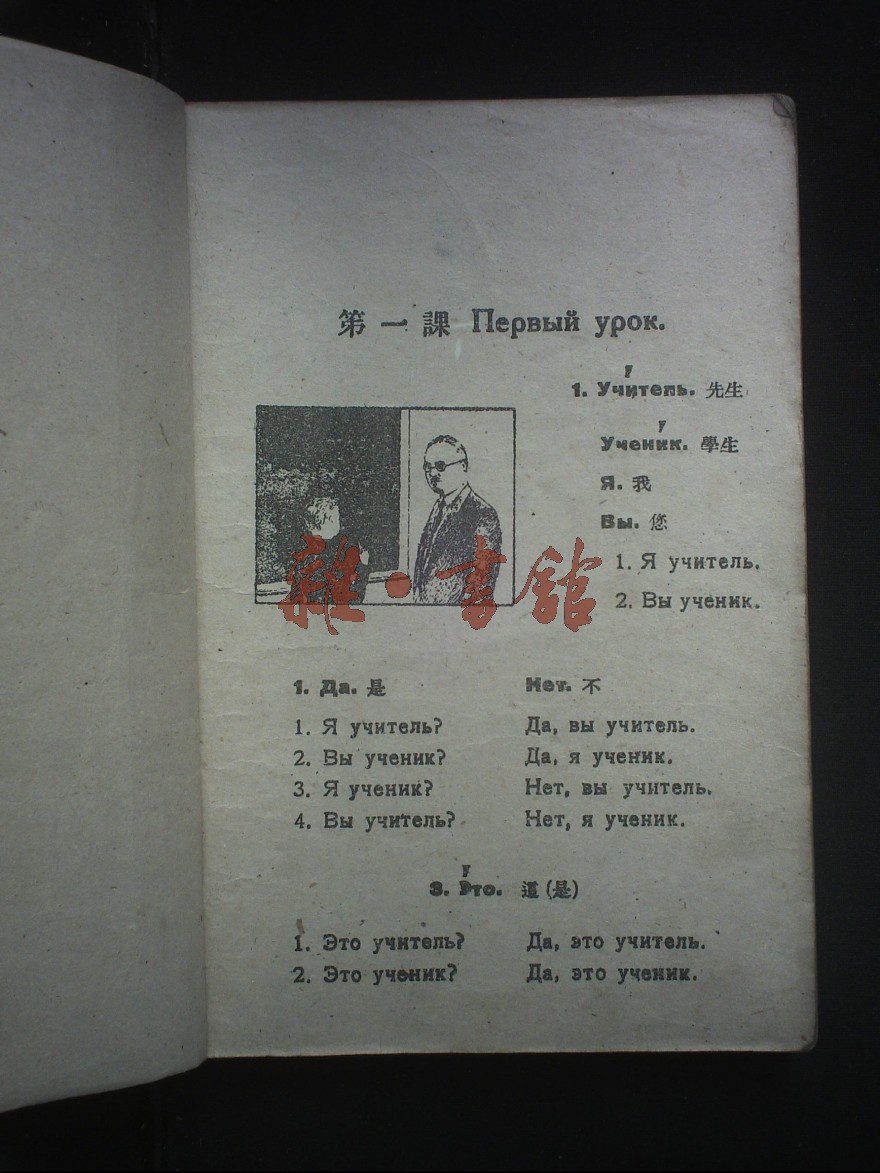 第一課 Первый урок.
1. Учитель. 先生
Ученик. 學生
Я. 我
Вы. 您
1. Я учитель.
2. Вы ученик.
雜·書舘
1. Да. 是 Нет. 不
1. Я учитель? Да, вы учитель.
2. Вы ученик? Да, я ученик.
3. Я ученик? Нет, вы учитель.
4. Вы учитель? Нет, я ученик.
3. Это. 道(是)
1. Это учитель? Да, это учитель.
2. Это ученик? Да, это ученик.